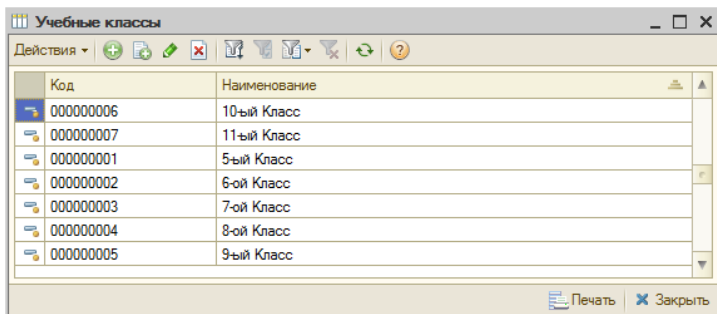 Учебные классы
Действия
Код Наименование
000000006 10-ый Класс
000000007 11-ый Класс
000000001 5-ый Класс
000000002 6-ой Класс
000000003 7-ой Класс
000000004 8-ой Класс
000000005 9-ый Класс
Печать Закрыть